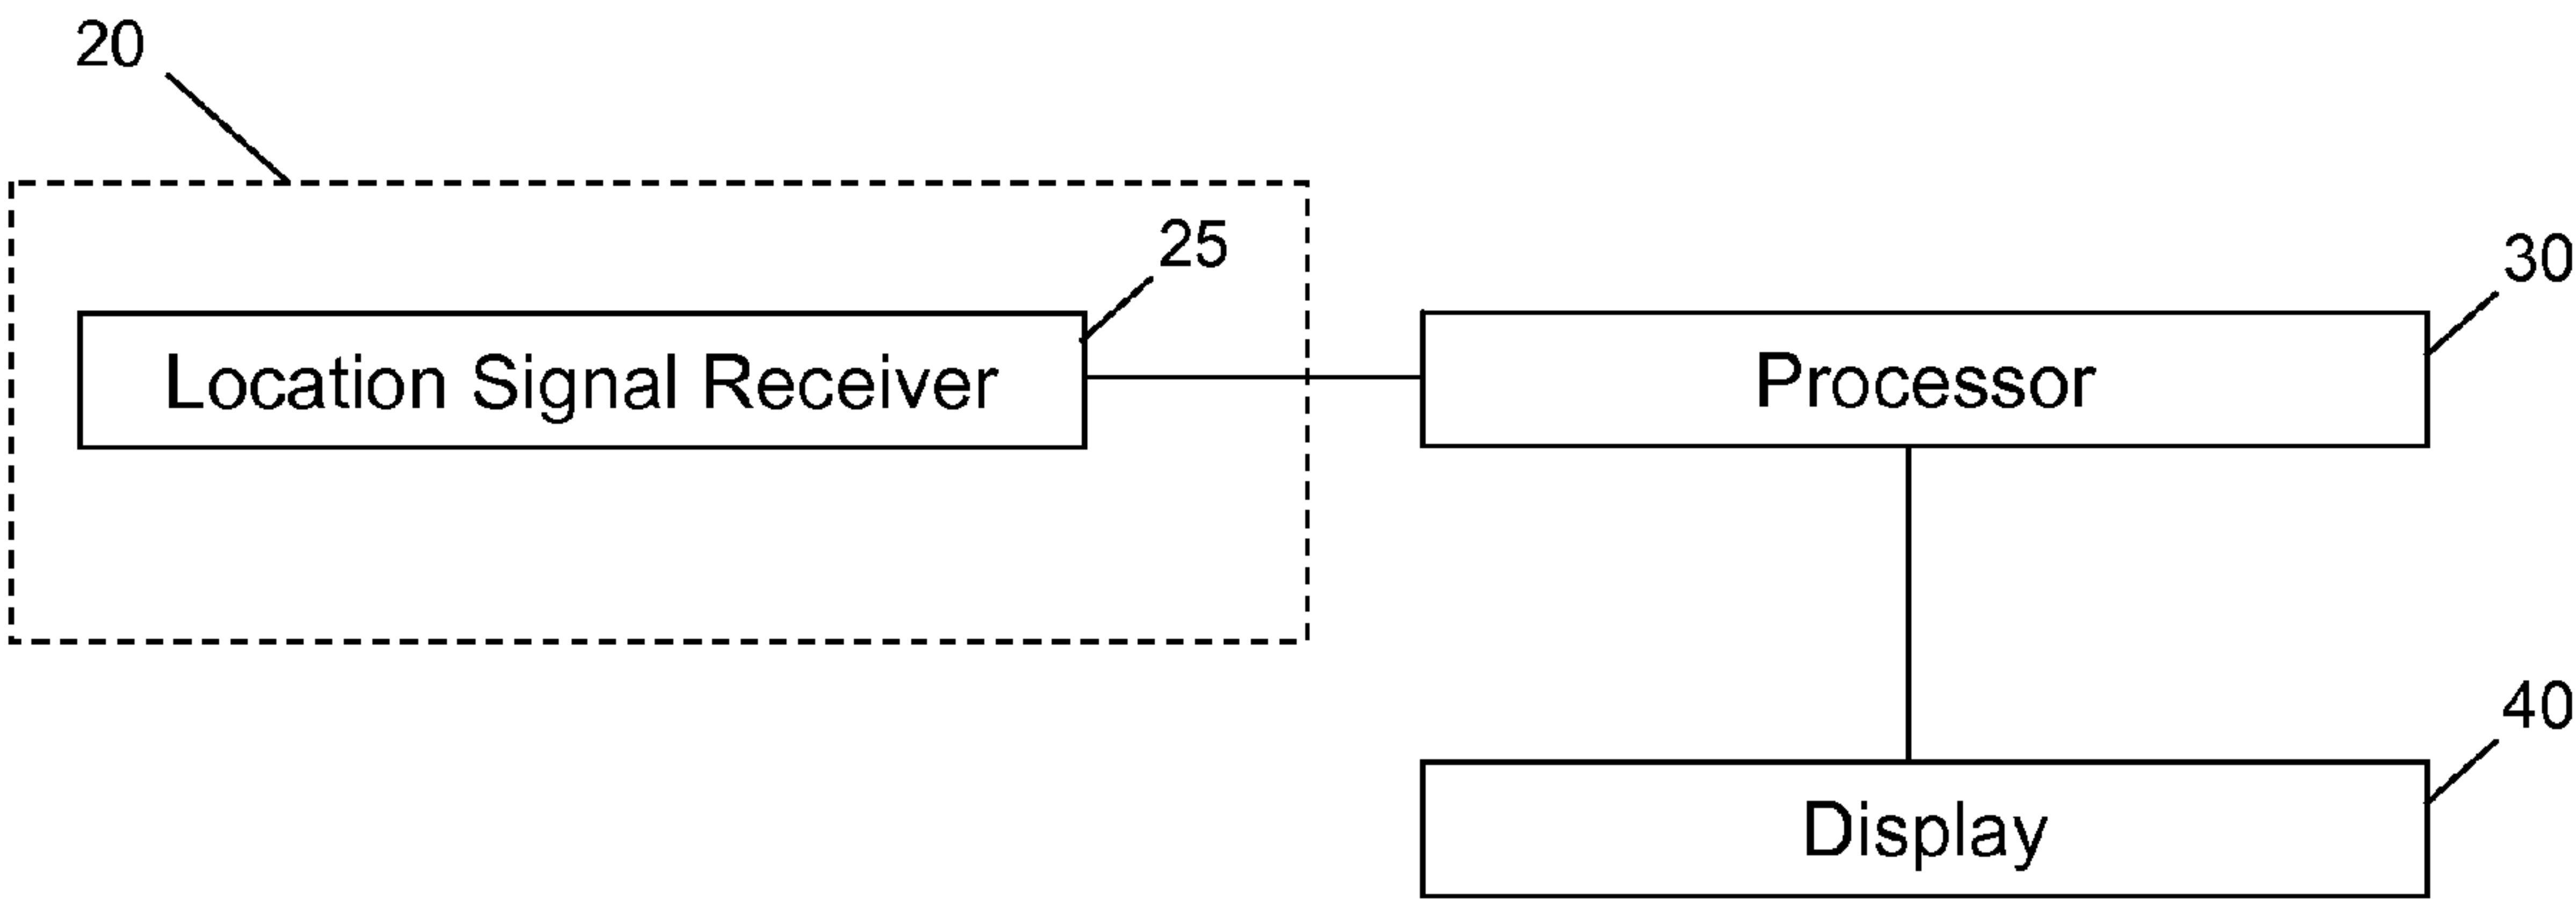 20
25
30
Location Signal Receiver
Processor
40
Display